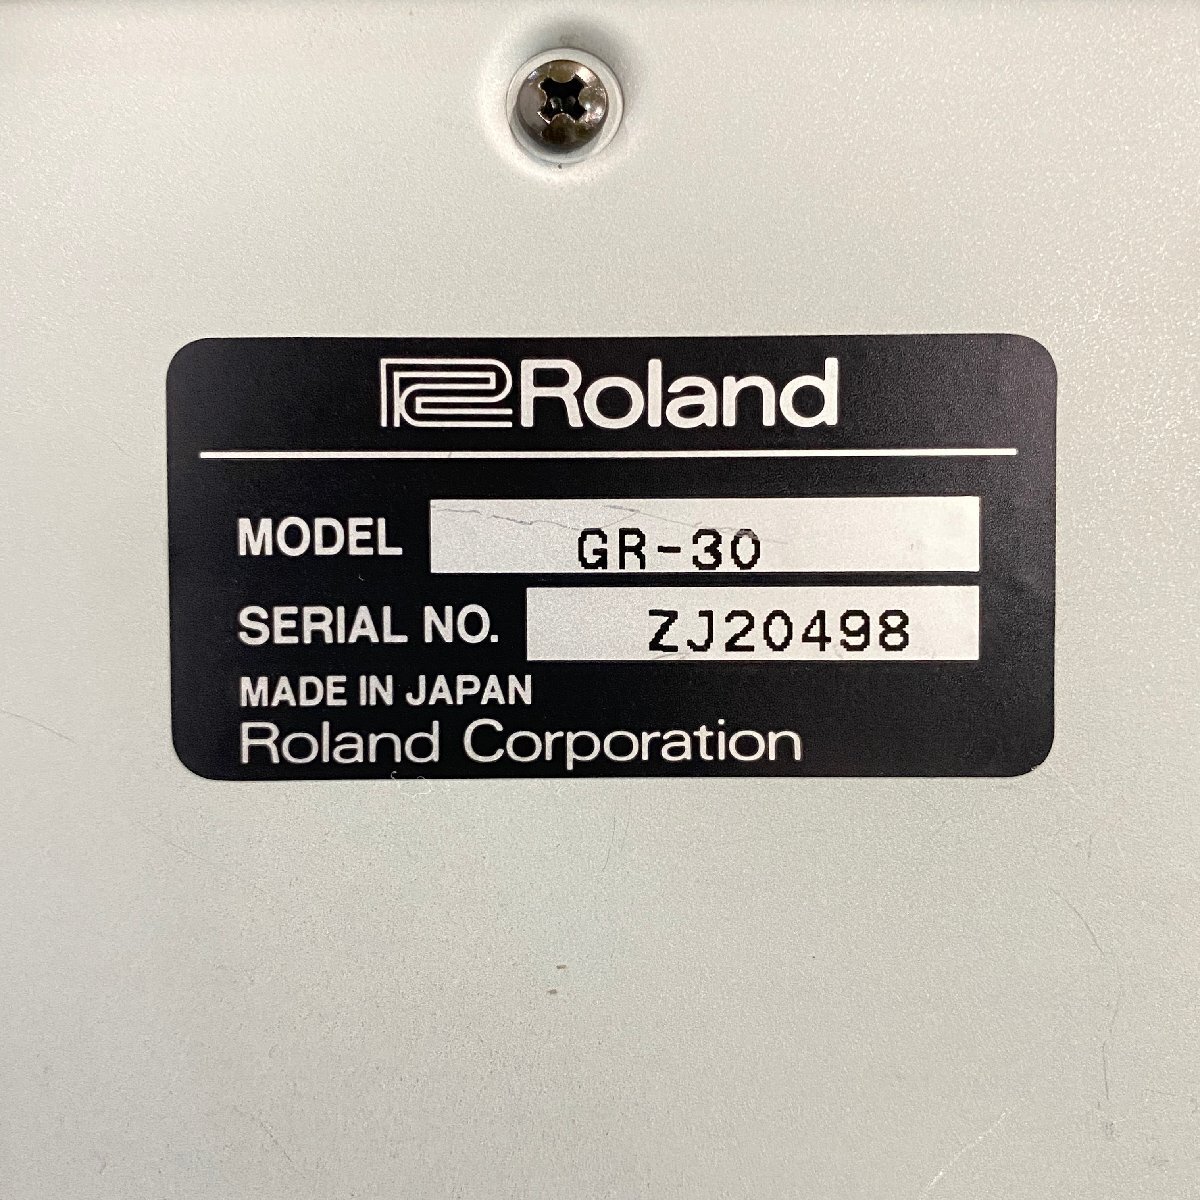 Roland
MODEL GR-30
SERIAL NO. ZJ20498
MADE IN JAPAN
Roland Corporation